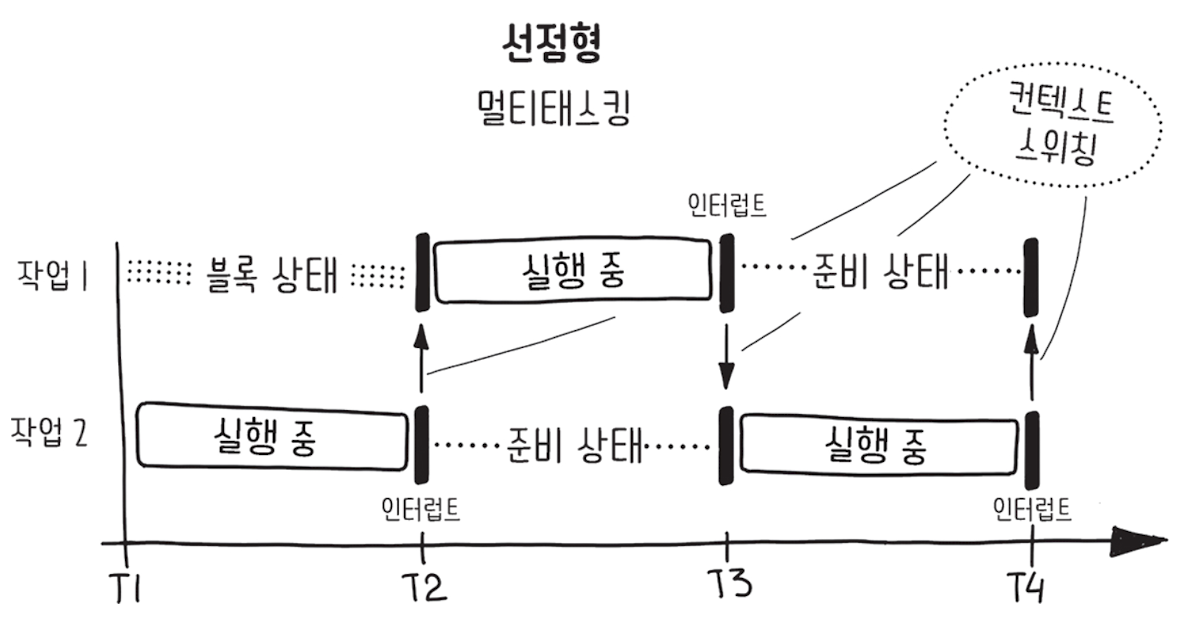 선점형
멀티태스킹
컨텍스트
스위칭
인터럽트
작업 1
블록 상태
실행 중
준비 상태
작업 2
실행 중
준비 상태
실행 중
인터럽트
인터럽트
T1
T2
T3
T4